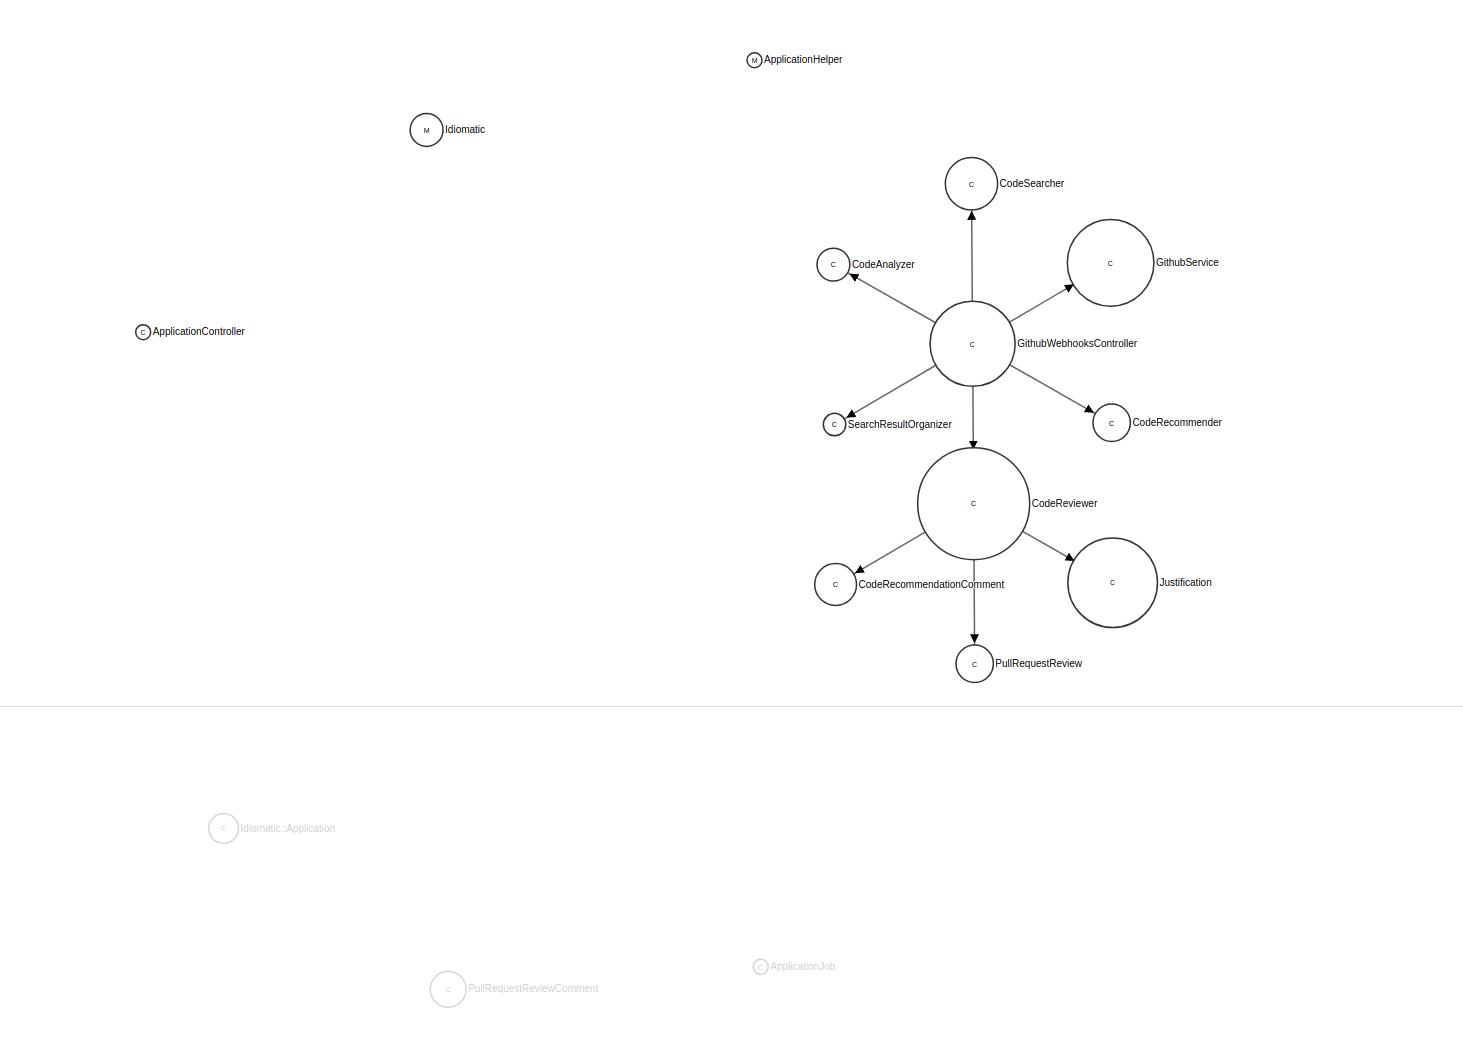 M ApplicationHelper
M Idiomatic
C CodeSearcher
C GithubService
C CodeAnalyzer
C ApplicationController
C GithubWebhooksController
C CodeRecommender
C SearchResultOrganizer
C CodeReviewer
C Justification
C CodeRecommendationComment
C PullRequestReview
C Idiomatic::Application
C ApplicationJob
C PullRequestReviewComment